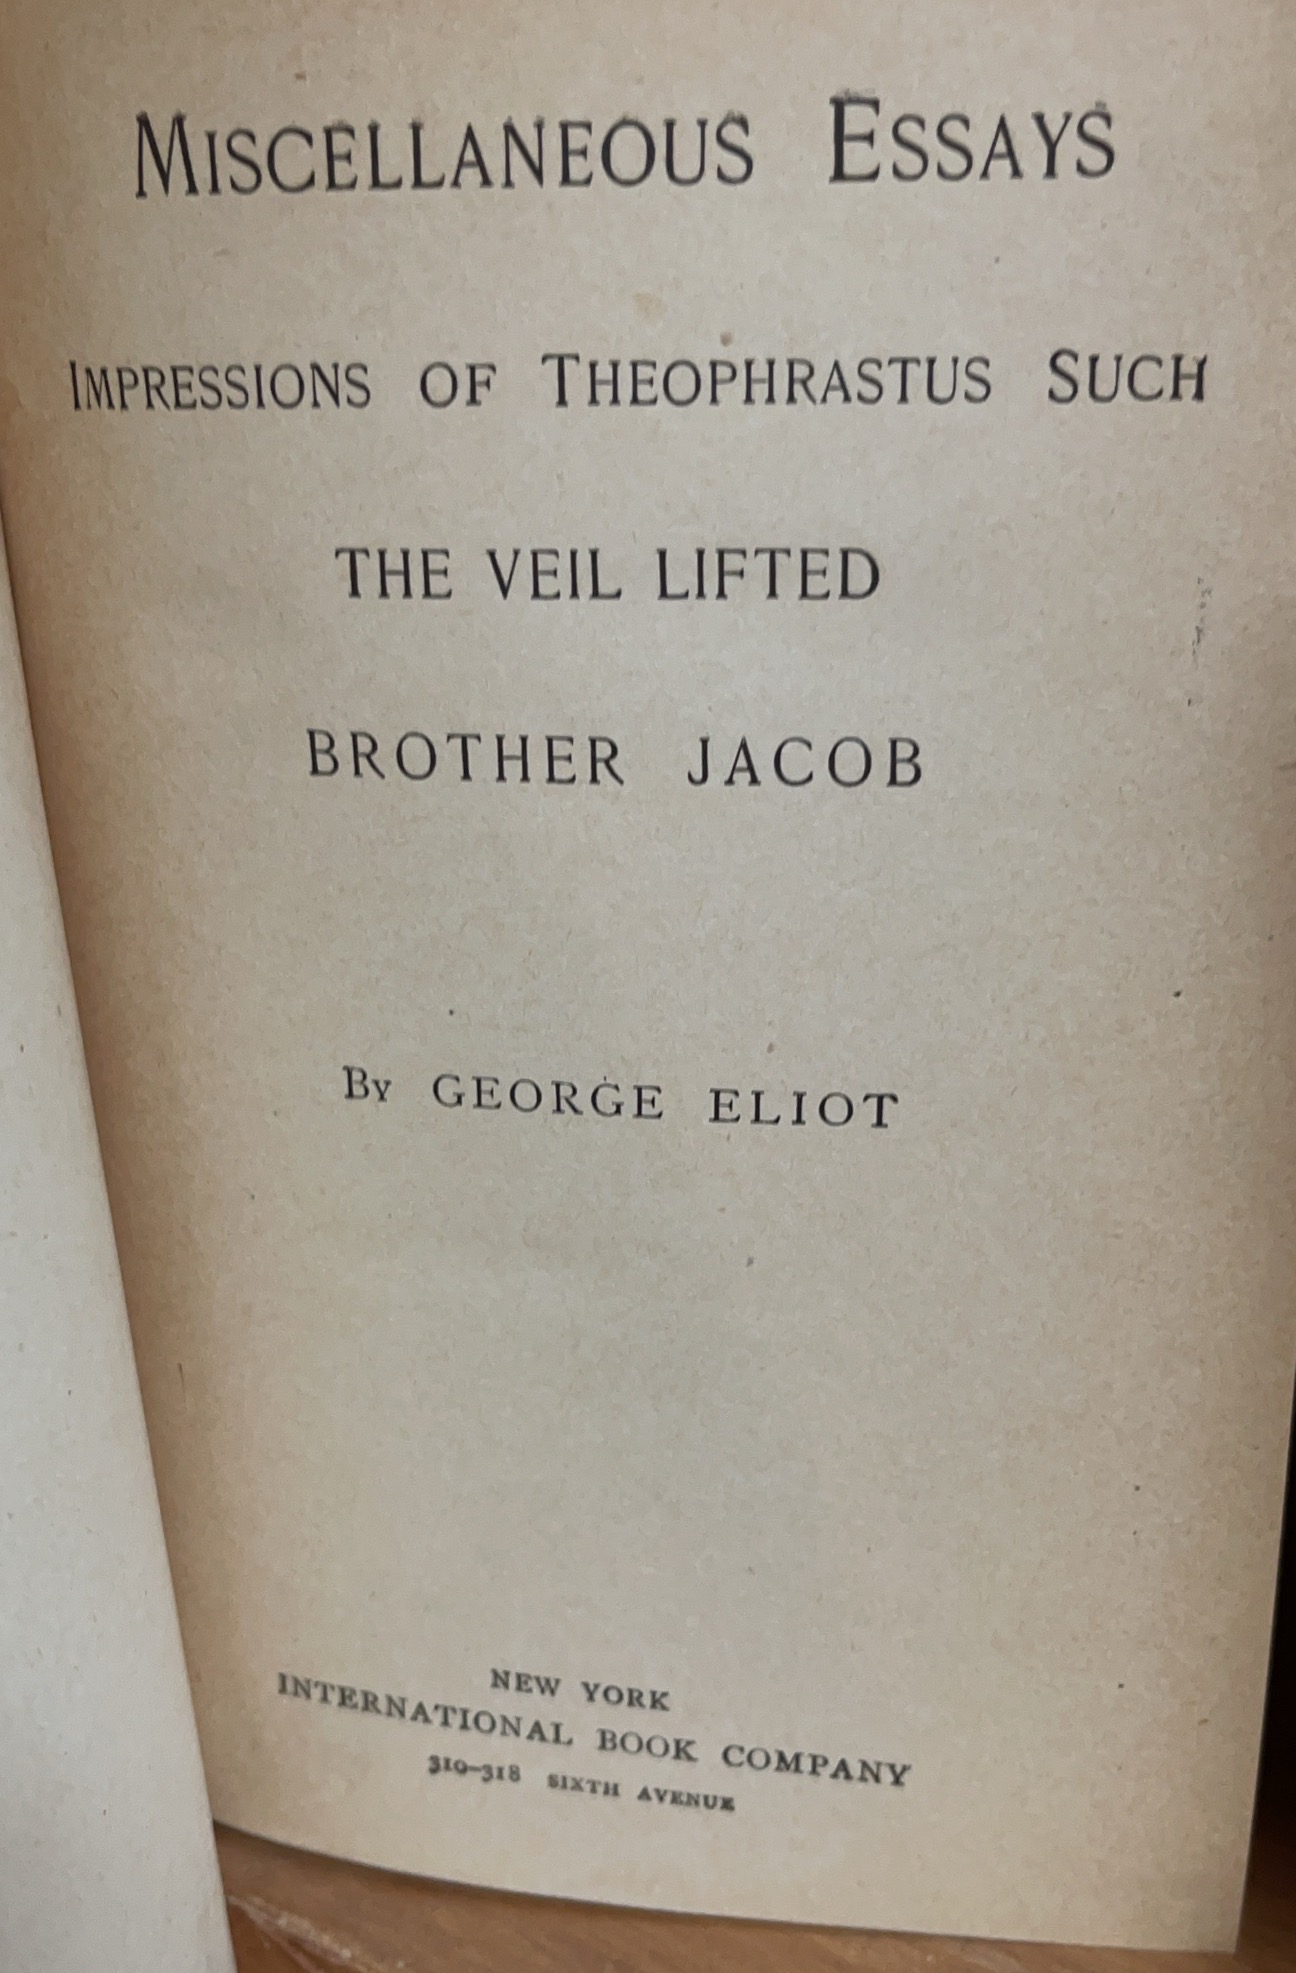 MISCELLANEOUS ESSAYS
IMPRESSIONS OF THEOPHRASTUS SUCH
THE VEIL LIFTED
BROTHER JACOB
By GEORGE ELIOT
NEW YORK
INTERNATIONAL BOOK COMPANY
310–318 SIXTH AVENUE